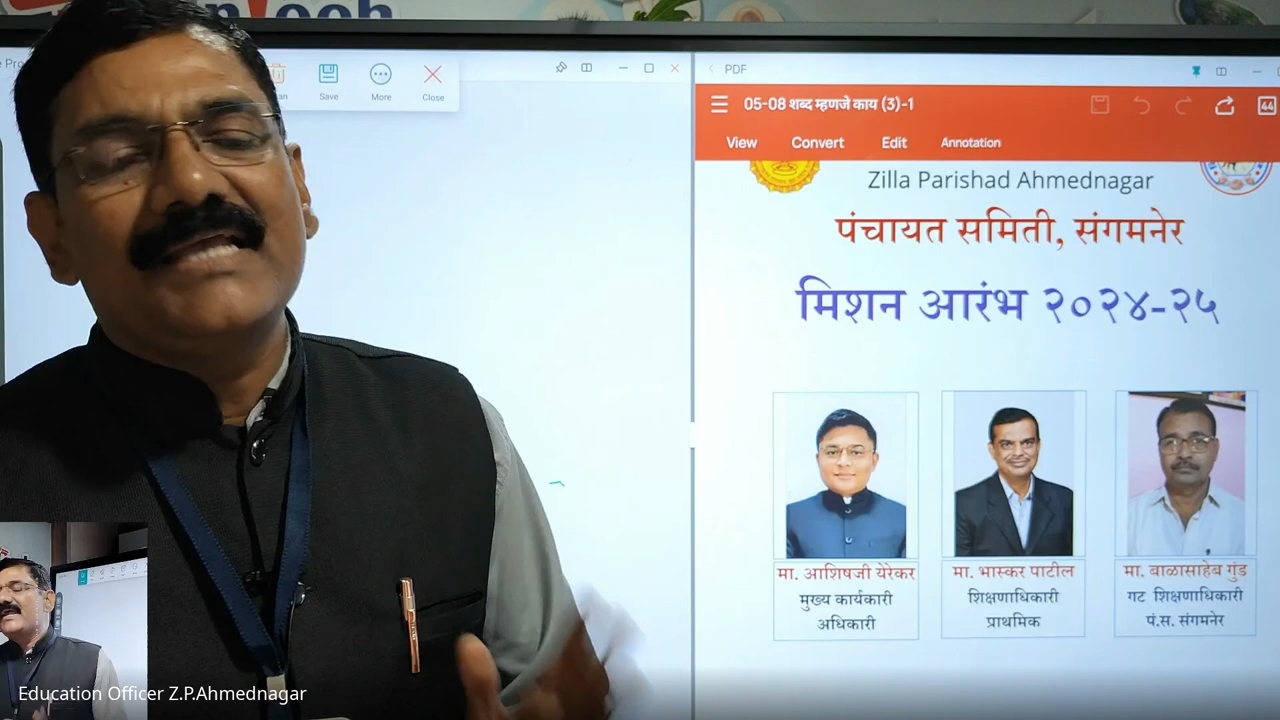 Save
More
Close
PDF
05-08 शब्द म्हणजे काय (3)-1
44
View
Convert
Edit
Annotation
Zilla Parishad Ahmednagar
पंचायत समिती, संगमनेर
मिशन आरंभ २०२४-२५
मा. आशिषजी येरेकर
मुख्य कार्यकारी
अधिकारी
मा. भास्कर पाटील
शिक्षणाधिकारी
प्राथमिक
मा. बाळासाहेब गुंड
गट शिक्षणाधिकारी
पं.स. संगमनेर
Education Officer Z.P.Ahmednagar